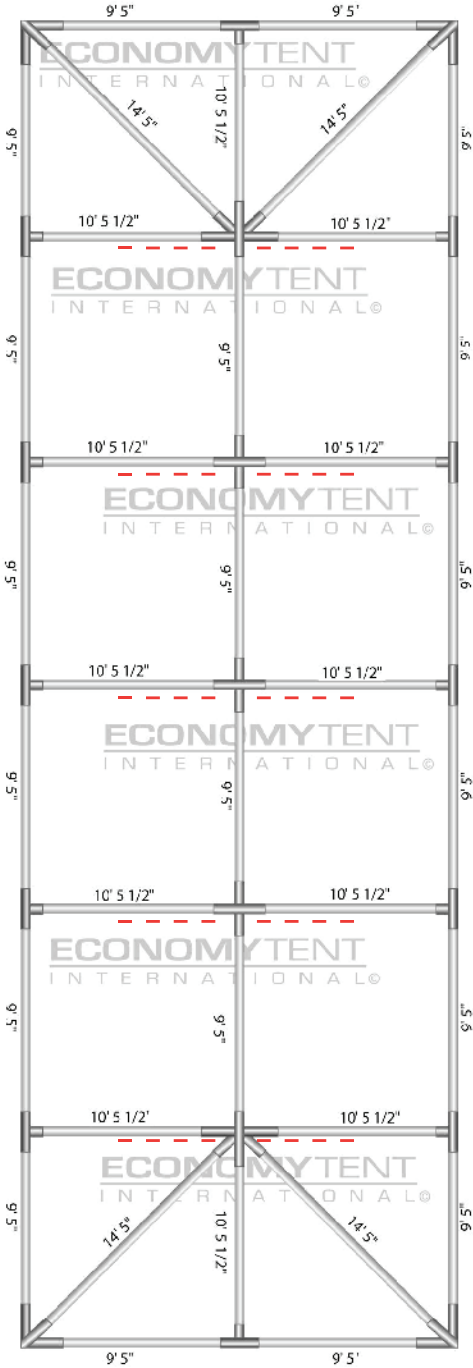 9' 5" 9' 5'
ECONOMYTENT
INTERNATIONAL©
14' 5" 10' 5 1/2" 14' 5"
9' 5" 9' 5"
10' 5 1/2" 10' 5 1/2"
ECONOMYTENT
INTERNATIONAL©
9' 5" 9' 5" 9' 5'
10' 5 1/2" 10' 5 1/2"
ECONOMYTENT
INTERNATIONAL©
9' 5" 9' 5" 9' 5"
10' 5 1/2" 10' 5 1/2"
ECONOMYTENT
INTERNATIONAL©
9' 5" 9' 5" 9' 5"
10' 5 1/2" 10' 5 1/2"
ECONOMYTENT
INTERNATIONAL©
9' 5" 9' 5" 9' 5"
10' 5 1/2' 10' 5 1/2"
ECONOMYTENT
INTERNATIONAL©
9' 5" 14' 5" 10' 5 1/2" 14' 5" 9' 5"
9' 5" 9' 5'